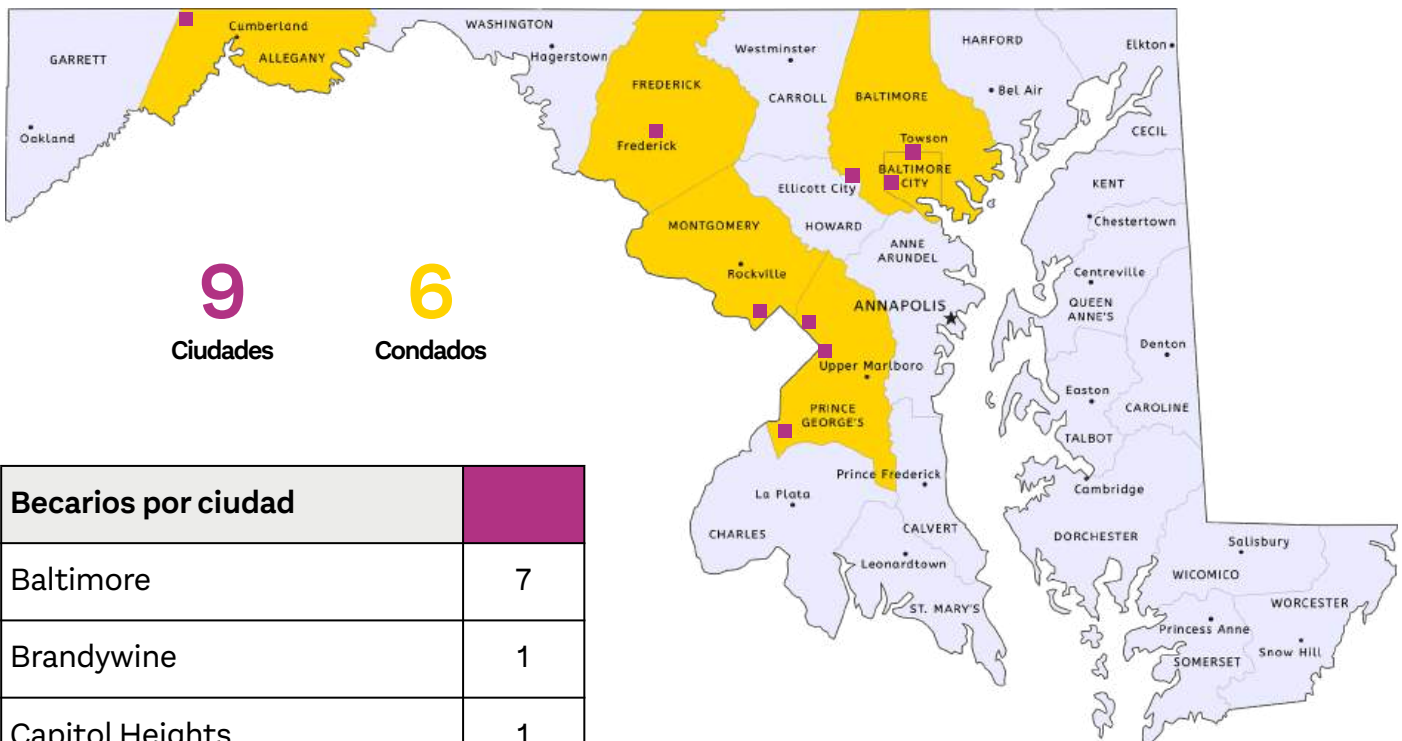 WASHINGTON
Cumberland
GARRETT
ALLEGANY
Hagerstown
Oakland
FREDERICK
Frederick
Westminster
CARROLL
BALTIMORE
Towson
BALTIMORE
CITY
HARFORD
Bel Air
Elkton
CECIL
KENT
Chestertown
Ellicott City
HOWARD
MONTGOMERY
Rockville
ANNE
ARUNDEL
ANNAPOLIS
Centreville
QUEEN
ANNE'S
Denton
Easton
CAROLINE
TALBOT
Upper Marlboro
PRINCE
GEORGE'S
Prince Frederick
La Plata
CHARLES
CALVERT
Leonardtown
ST. MARY'S
Cambridge
DORCHESTER
Salisbury
WICOMICO
WORCESTER
Princess Anne
SOMERSET
Snow Hill
9
Ciudades
6
Condados
Becarios por ciudad
Baltimore 7
Brandywine 1
Capitol Heights 1